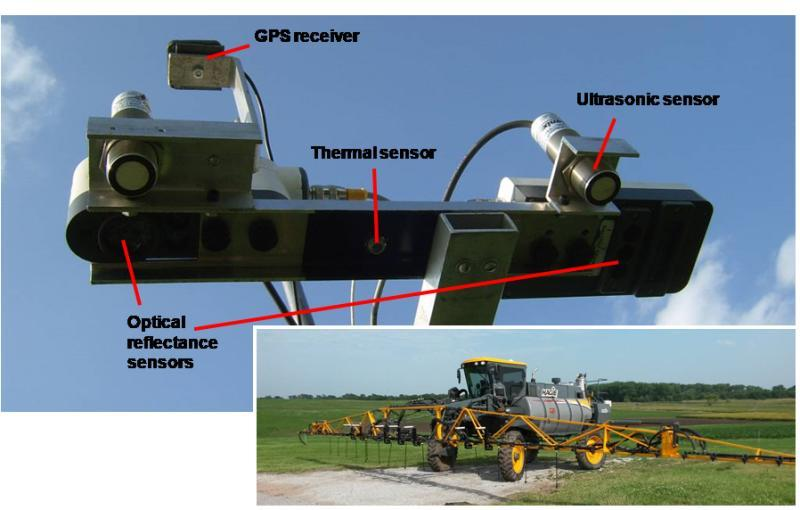 GPS receiver
Ultrasonic sensor
Thermal sensor
Optical
reflectance
sensors